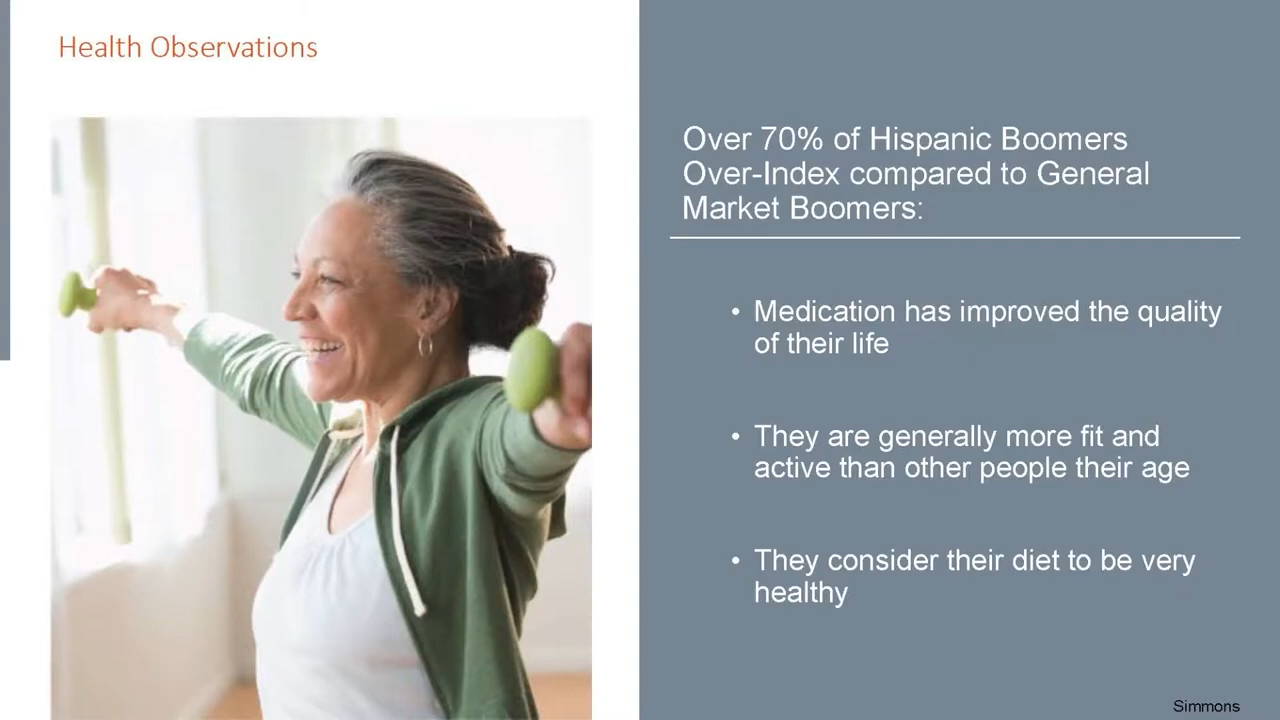 Health Observations
Over 70% of Hispanic Boomers
Over-Index compared to General
Market Boomers:
• Medication has improved the quality
of their life
• They are generally more fit and
active than other people their age
• They consider their diet to be very
healthy
Simmons